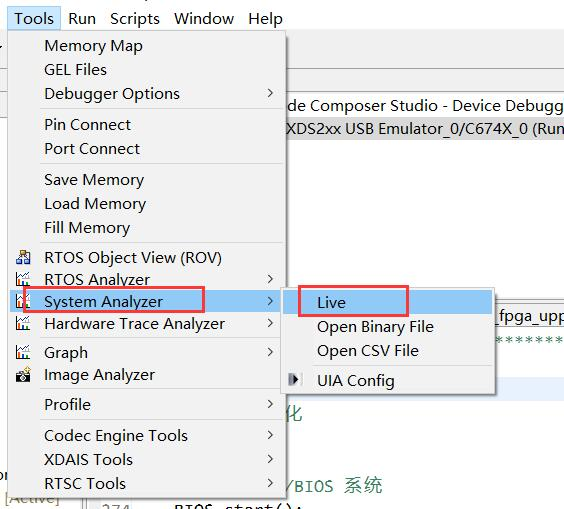 Tools Run Scripts Window Help
Memory Map
GEL Files
Debugger Options
de Composer Studio - Device Debugg
Pin Connect
XDS2xx USB Emulator_0/C674X_0 (Run
Port Connect
Save Memory
Load Memory
Fill Memory
RTOS Object View (ROV)
RTOS Analyzer
System Analyzer
Live
Hardware Trace Analyzer
Open Binary File
_fpga_upp
Graph
Open CSV File
*********
Image Analyzer
UIA Config
Profile
化
Codec Engine Tools
XDAIS Tools
RTSC Tools
/BIOS 系统
[Active]
274
BIOS_start();